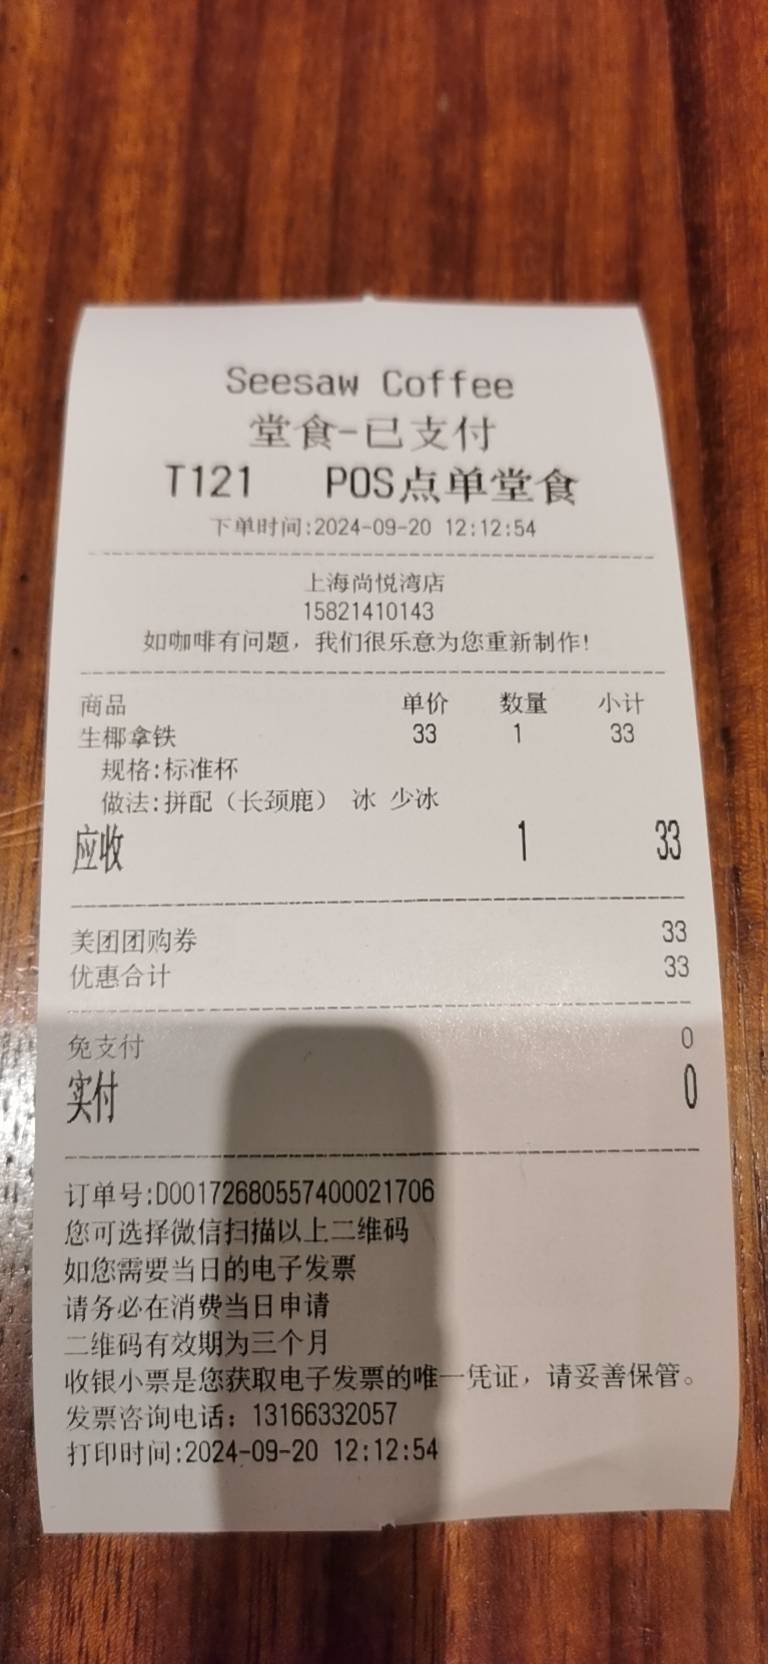 Seesaw Coffee
堂食-已支付
T121 POS点单堂食
下单时间:2024-09-20 12:12:54
上海尚悦湾店
15821410143
如咖啡有问题，我们很乐意为您重新制作!
商品 单价 数量 小计
生椰拿铁 33 1 33
规格:标准杯
做法:拼配（长颈鹿） 冰 少冰
应收 1 33
美团团购券 33
优惠合计 33
免支付 0
实付 0
订单号:D00172680557400021706
您可选择微信扫描以上二维码
如您需要当日的电子发票
请务必在消费当日申请
二维码有效期为三个月
收银小票是您获取电子发票的唯一凭证，请妥善保管。
发票咨询电话：13166332057
打印时间:2024-09-20 12:12:54